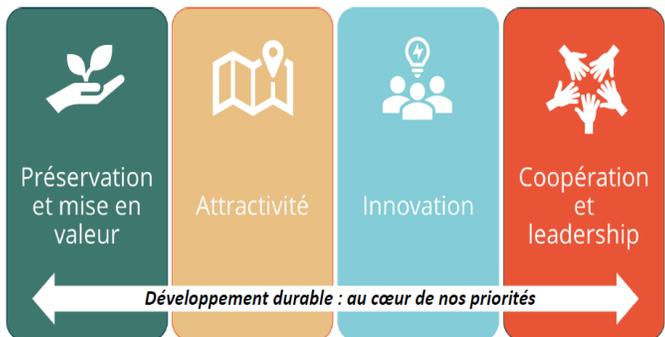 Préservation
et mise en
valeur
Attractivité
Innovation
Coopération
et
leadership
Développement durable : au cœur de nos priorités